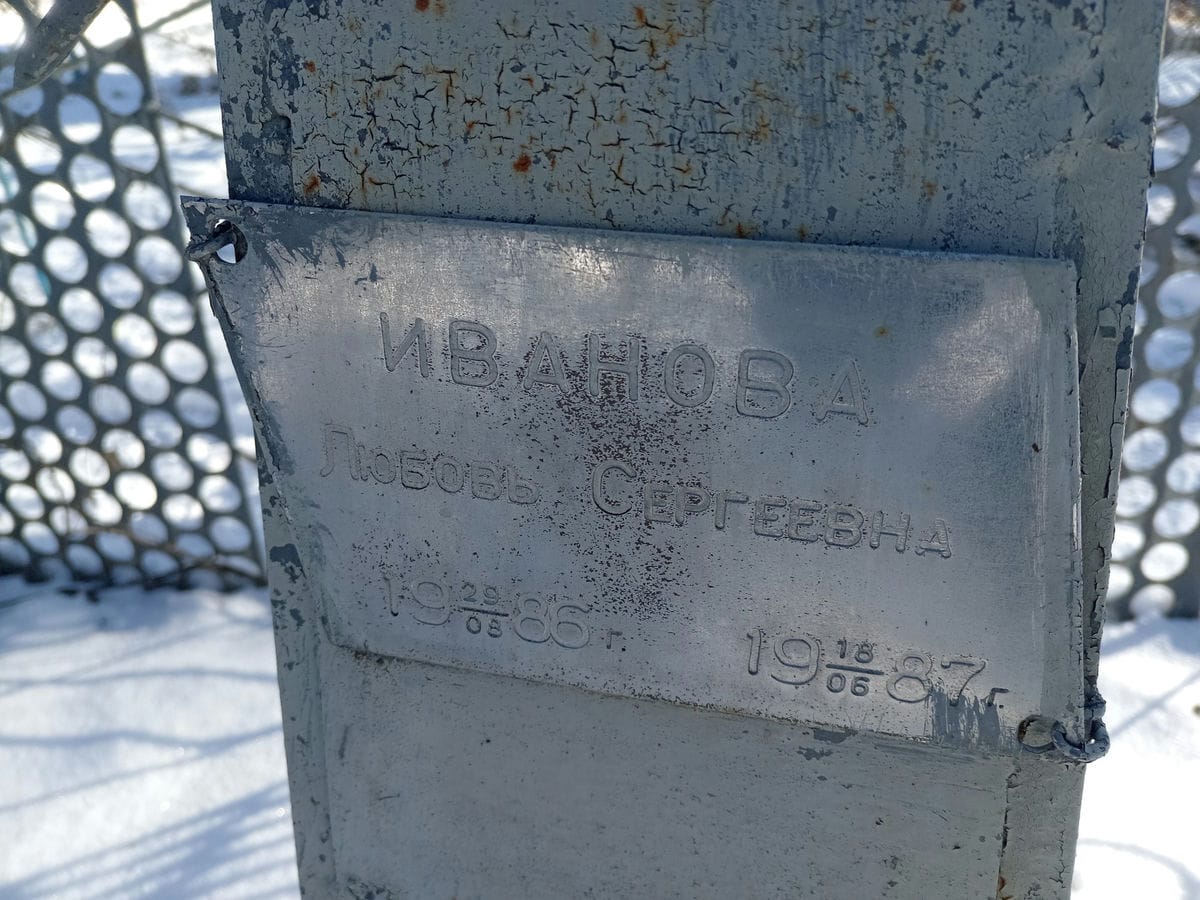 ИВАНОВА
Любовь Сергеевна
19 29/08 86 г. 19 18/06 87 г.